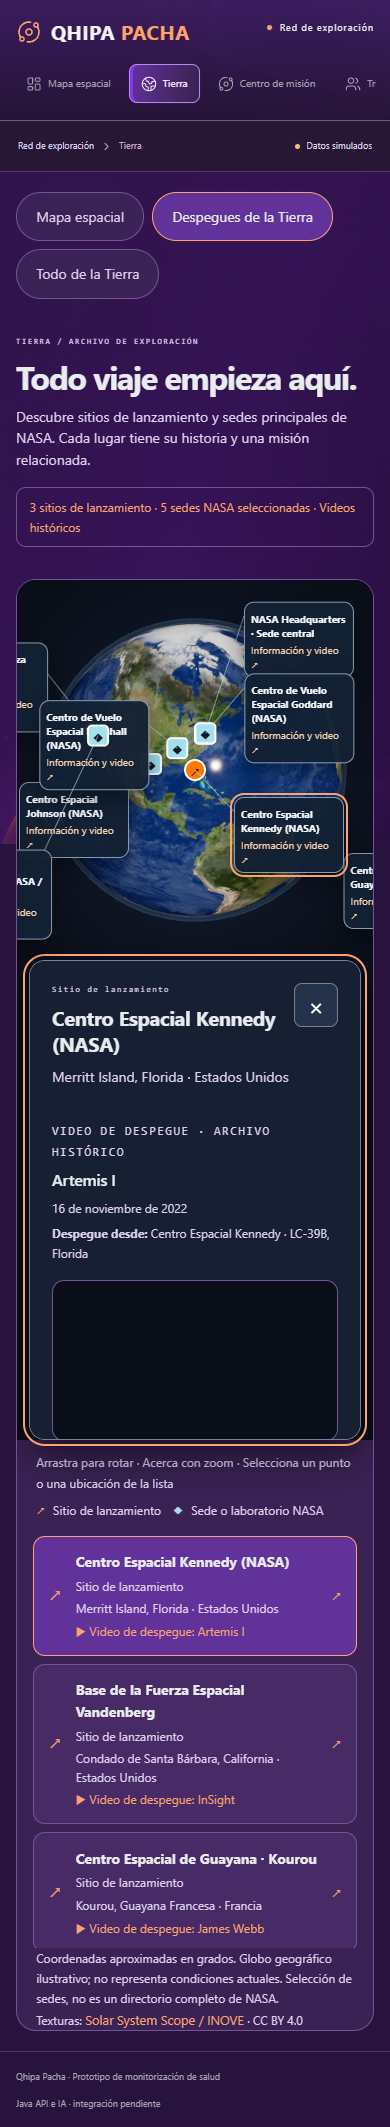 QHIPA PACHA
Red de exploración
Mapa espacial
Tierra
Centro de misión
Tr
Red de exploración > Tierra
Datos simulados
Mapa espacial
Despegues de la Tierra
Todo de la Tierra
TIERRA / ARCHIVO DE EXPLORACIÓN
Todo viaje empieza aquí.
Descubre sitios de lanzamiento y sedes principales de
NASA. Cada lugar tiene su historia y una misión
relacionada.
3 sitios de lanzamiento · 5 sedes NASA seleccionadas · Videos
históricos
NASA Headquarters
· Sede central
Información y video
↗
za
deo
Centro de Vuelo
Espacial Goddard
(NASA)
Información y video
↗
Centro de Vuelo
Espacial hall
(NASA)
Información y video
↗
Centro Espacial
Johnson (NASA)
Información y video
↗
Centro Espacial
Kennedy (NASA)
Información y video
↗
ASA /
video
Cent
Guay
Inforn
↗
Sitio de lanzamiento
Centro Espacial Kennedy
(NASA)
×
Merritt Island, Florida · Estados Unidos
VIDEO DE DESPEGUE · ARCHIVO
HISTÓRICO
Artemis I
16 de noviembre de 2022
Despegue desde: Centro Espacial Kennedy · LC-39B,
Florida
Arrastra para rotar · Acerca con zoom · Selecciona un punto
o una ubicación de la lista
↗ Sitio de lanzamiento ◆ Sede o laboratorio NASA
Centro Espacial Kennedy (NASA)
Sitio de lanzamiento
Merritt Island, Florida · Estados Unidos
▶ Video de despegue: Artemis I
Base de la Fuerza Espacial
Vandenberg
Sitio de lanzamiento
Condado de Santa Bárbara, California ·
Estados Unidos
▶ Video de despegue: InSight
Centro Espacial de Guayana · Kourou
Sitio de lanzamiento
Kourou, Guayana Francesa · Francia
▶ Video de despegue: James Webb
Coordenadas aproximadas en grados. Globo geográfico
ilustrativo; no representa condiciones actuales. Selección de
sedes, no es un directorio completo de NASA.
Texturas: Solar System Scope / INOVE · CC BY 4.0
Qhipa Pacha · Prototipo de monitorización de salud
Java API e IA · integración pendiente